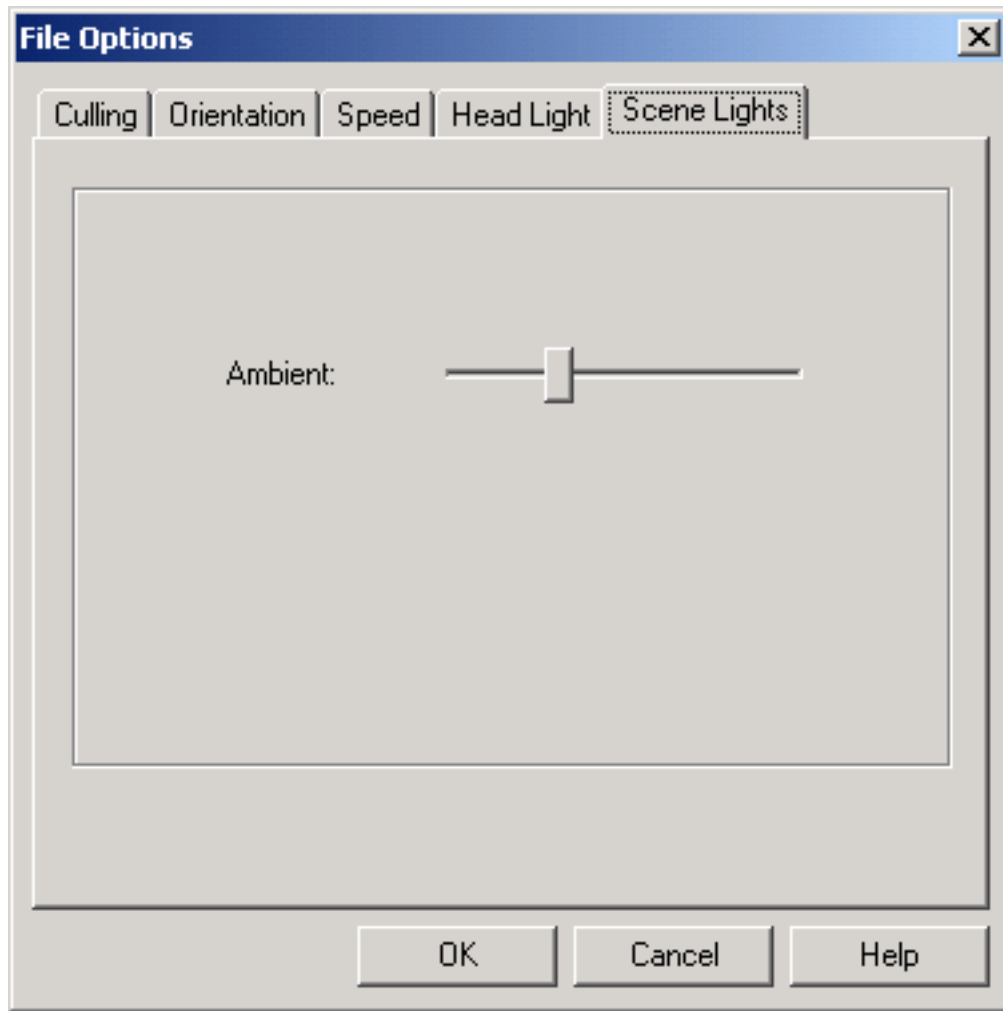 File Options
Culling Orientation Speed Head Light Scene Lights
Ambient:
OK Cancel Help